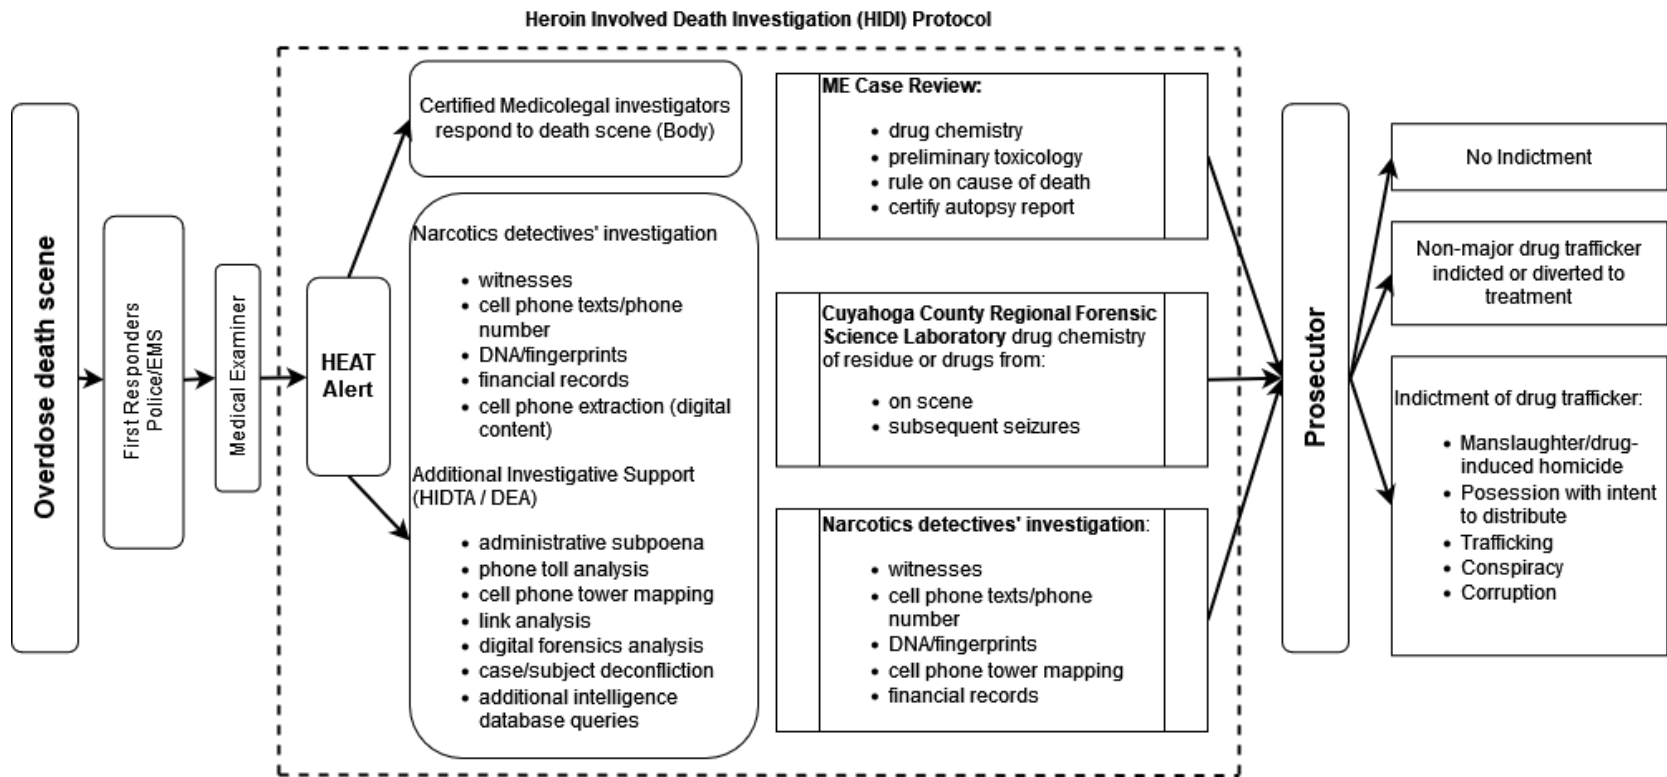 Heroin Involved Death Investigation (HIDI) Protocol
Overdose death scene
First Responders
Police/EMS
Medical Examiner
HEAT
Alert
Certified Medicolegal investigators
respond to death scene (Body)
Narcotics detectives' investigation
• witnesses
• cell phone texts/phone
number
• DNA/fingerprints
• financial records
• cell phone extraction (digital
content)
Additional Investigative Support
(HIDTA / DEA)
• administrative subpoena
• phone toll analysis
• cell phone tower mapping
• link analysis
• digital forensics analysis
• case/subject deconfliction
• additional intelligence
database queries
ME Case Review:
• drug chemistry
• preliminary toxicology
• rule on cause of death
• certify autopsy report
Cuyahoga County Regional Forensic
Science Laboratory drug chemistry
of residue or drugs from:
• on scene
• subsequent seizures
Narcotics detectives' investigation:
• witnesses
• cell phone texts/phone
number
• DNA/fingerprints
• cell phone tower mapping
• financial records
Prosecutor
No Indictment
Non-major drug trafficker
indicted or diverted to
treatment
Indictment of drug trafficker:
• Manslaughter/drug-
induced homicide
• Posession with intent
to distribute
• Trafficking
• Conspiracy
• Corruption